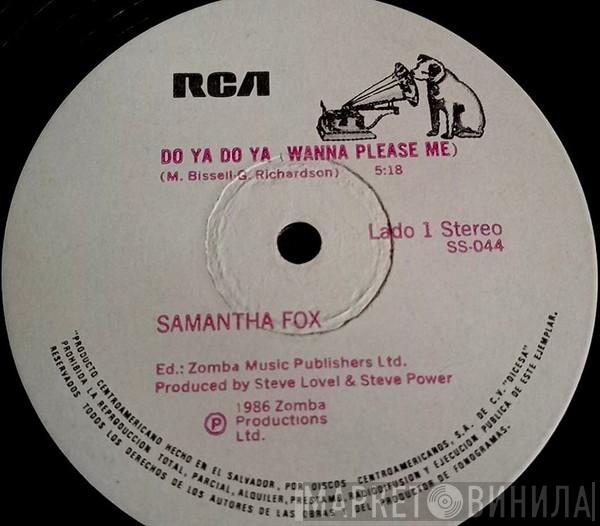 RCA
DO YA DO YA (WANNA PLEASE ME)
(M. Bissell-G. Richardson) 5:18
Lado 1 Stereo
SS-044
SAMANTHA FOX
Ed.: Zomba Music Publishers Ltd.
Produced by Steve Lovel & Steve Power
℗ 1986 Zomba
Productions
Ltd.
"PRODUCTO CENTROAMERICANO HECHO EN EL SALVADOR, POR DISCOS CENTROAMERICANOS, S.A. DE C.V. "DICESA"
PROHIBIDA LA REPRODUCCION TOTAL, PARCIAL, ALQUILER, PRESTAMO, RADIODIFUSION Y EJECUCION PUBLICA DE ESTE EJEMPLAR.
RESERVADOS TODOS LOS DERECHOS DE LOS AUTORES DE LAS OBRAS Y DEL PRODUCTOR DE FONOGRAMAS.
МАРКЕТ ВИНИЛА